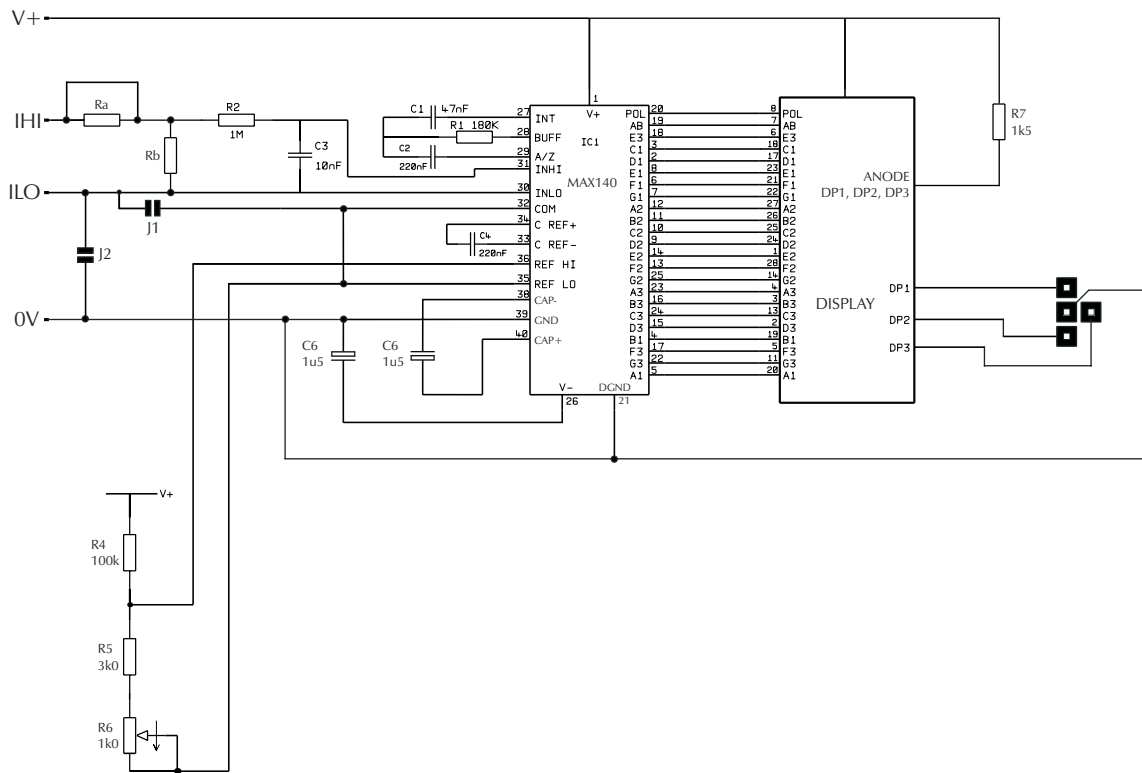 V+
IHI
Ra
Rb
R2
1M
C3
10nF
C1 47nF
R1 180K
C2
220nF
ILO
J1
J2
C4
220nF
0V
C6
1u5
C6
1u5
1
V+
IC1
MAX140
27 INT
28 BUFF
29 A/Z
31 INHI
30 INLO
32 COM
34 C REF+
33 C REF-
36 REF HI
35 REF LO
38 CAP-
39 GND
40 CAP+
V-
26
DGND
21
POL 20
AB 19
E3 18
C1 3
D1 2
E1 8
F1 6
G1 7
A2 12
B2 11
C2 10
D2 9
E2 14
F2 13
G2 25
A3 23
B3 16
C3 24
D3 15
B1 4
F3 17
G3 22
A1 5
8 POL
7 AB
6 E3
18 C1
17 D1
23 E1
21 F1
22 G1
27 A2
26 B2
25 C2
24 D2
1 E2
28 F2
14 G2
4 A3
3 B3
13 C3
2 D3
19 B1
5 F3
11 G3
20 A1
ANODE
DP1, DP2, DP3
DISPLAY
DP1
DP2
DP3
R7
1k5
V+
R4
100k
R5
3k0
R6
1k0